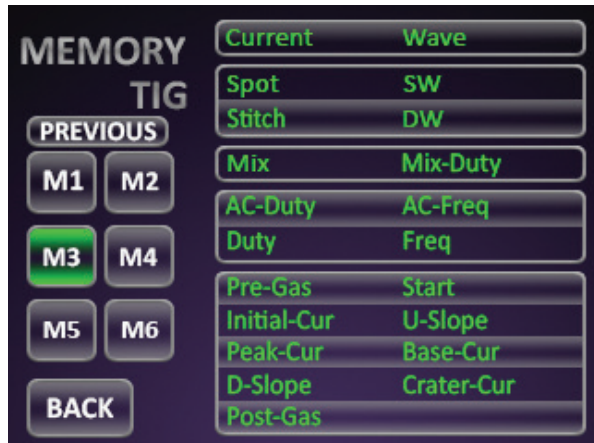 MEMORY
TIG
PREVIOUS
M1 M2
M3 M4
M5 M6
BACK
Current Wave
Spot SW
Stitch DW
Mix Mix-Duty
AC-Duty AC-Freq
Duty Freq
Pre-Gas Start
Initial-Cur U-Slope
Peak-Cur Base-Cur
D-Slope Crater-Cur
Post-Gas